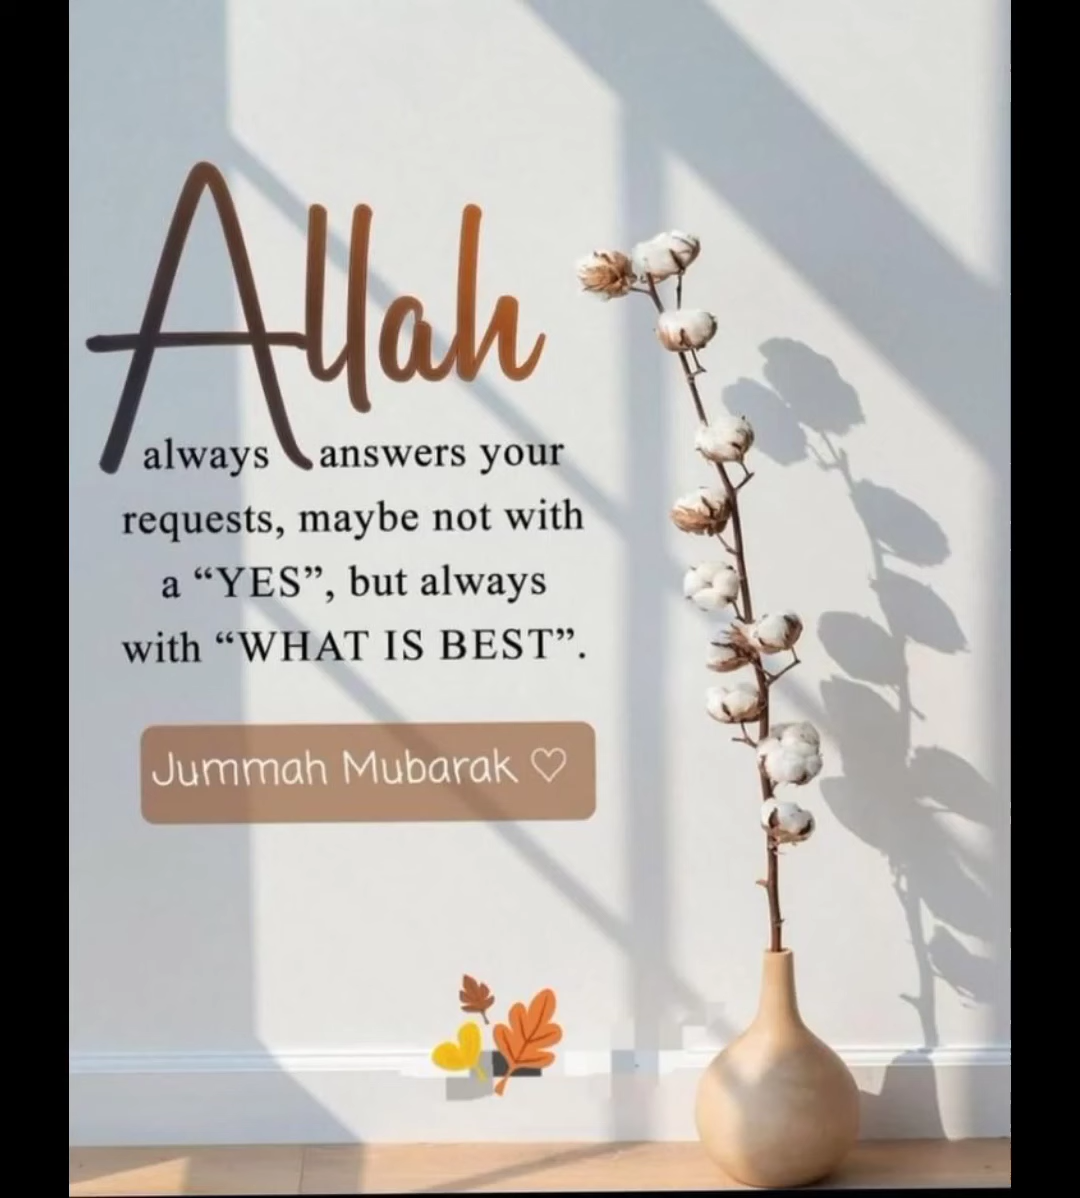 Allah
always answers your
requests, maybe not with
a “YES”, but always
with “WHAT IS BEST”.
Jummah Mubarak ♡